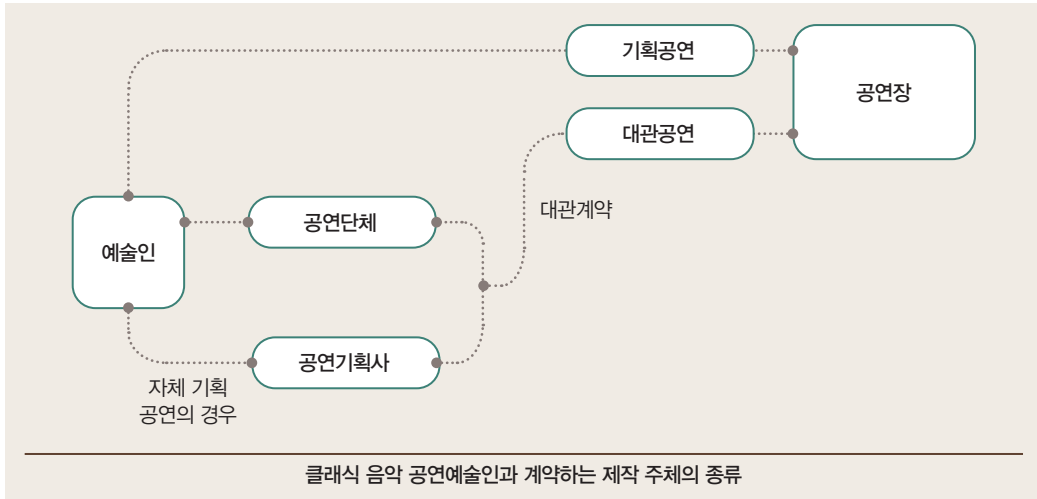 기획공연
공연장
대관공연
대관계약
공연단체
예술인
공연기획사
자체 기획
공연의 경우
클래식 음악 공연예술인과 계약하는 제작 주체의 종류